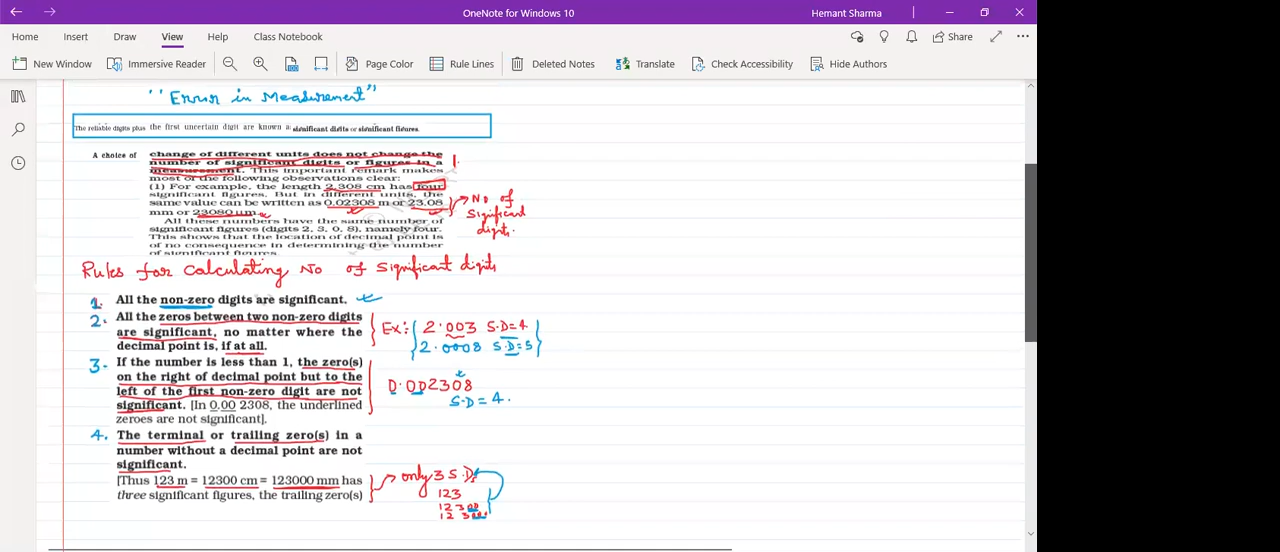 OneNote for Windows 10
Hemant Sharma
Home Insert Draw View Help Class Notebook Share
New Window Immersive Reader Page Color Rule Lines Deleted Notes Translate Check Accessibility Hide Authors
"Error in Measurement"
The reliable digits plus the first uncertain digit are known as significant digits or significant figures.
A choice of change of different units does not change the
number of significant digits or figures in a
measurement. This important remark makes
most of the following observations clear:
(1) For example, the length 2.308 cm has four
significant figures. But in different units, the
same value can be written as 0.02308 m or 23.08
mm or 23080 µm.
All these numbers have the same number of
significant figures (digits 2, 3, 0, 8), namely four.
This shows that the location of decimal point is
of no consequence in determining the number
of significant figures.
1.
No of
Significant
digits.
Rules for calculating No of Significant digits
1. All the non-zero digits are significant.
2. All the zeros between two non-zero digits
are significant, no matter where the
decimal point is, if at all.
Ex: 2.003 S.D=4
2.0008 S.D=5
3. If the number is less than 1, the zero(s)
on the right of decimal point but to the
left of the first non-zero digit are not
significant. [In 0.00 2308, the underlined
zeroes are not significant].
0.002308
S.D = 4.
4. The terminal or trailing zero(s) in a
number without a decimal point are not
significant.
[Thus 123 m = 12300 cm = 123000 mm has
three significant figures, the trailing zero(s)
only 3 S.D.
123
12300
123000